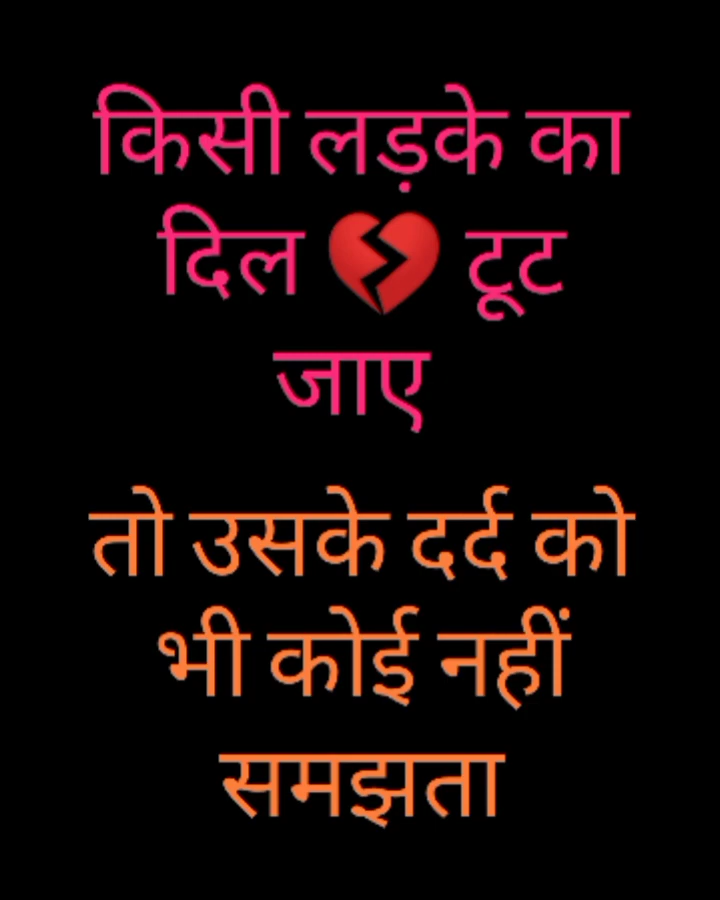 किसी लड़के का
दिल 💔 टूट
जाए
तो उसके दर्द को
भी कोई नहीं
समझता